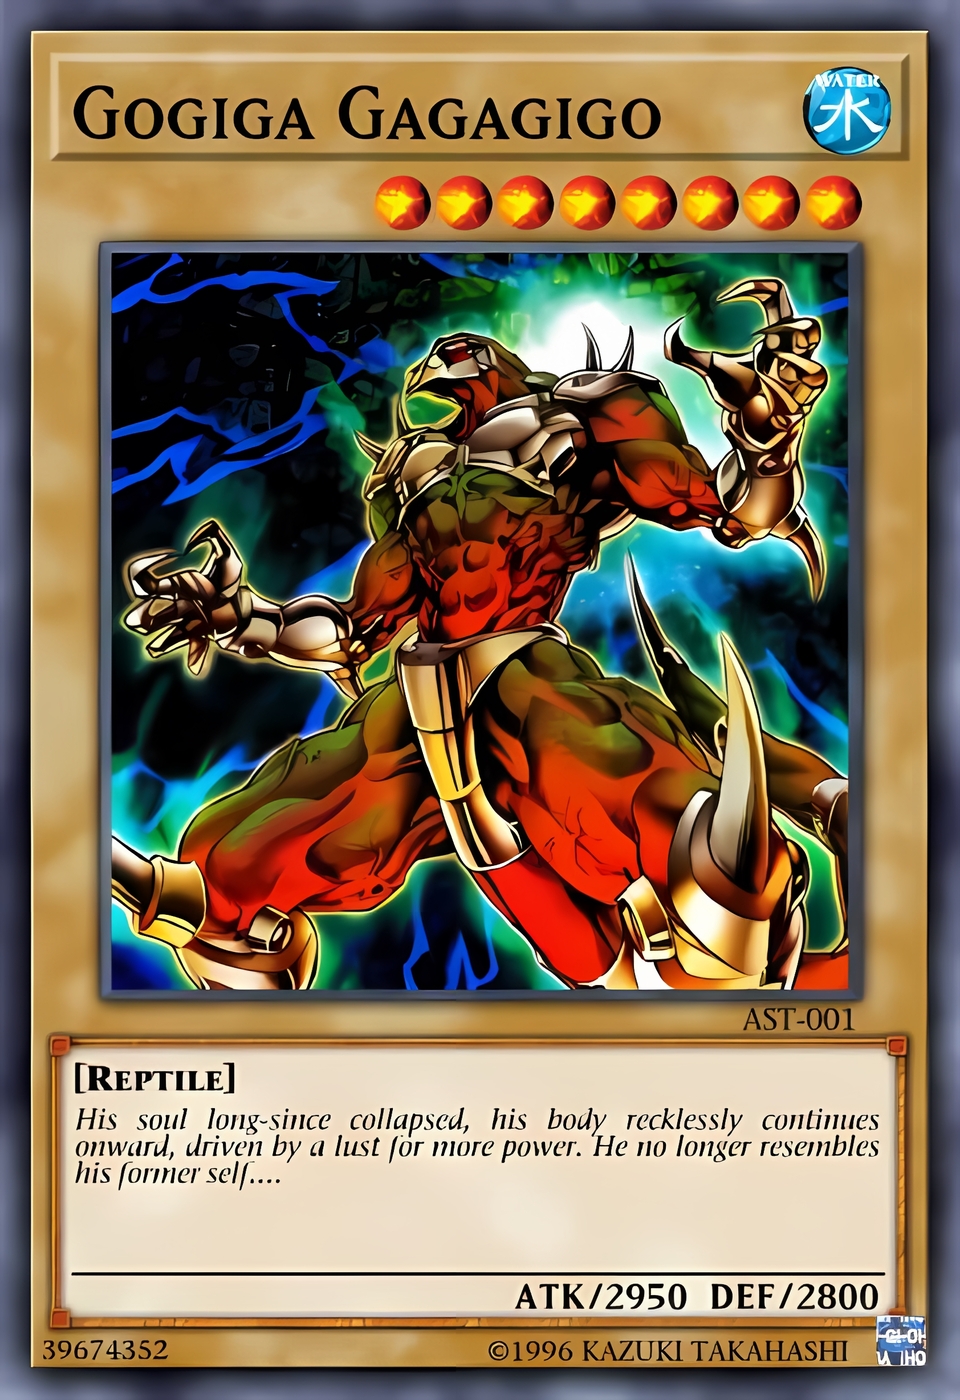 Gogiga Gagagigo
WATER
水
AST-001
[Reptile]
His soul long-since collapsed, his body recklessly continues
onward, driven by a lust for more power. He no longer resembles
his former self....
ATK/2950 DEF/2800
39674352
©1996 KAZUKI TAKAHASHI